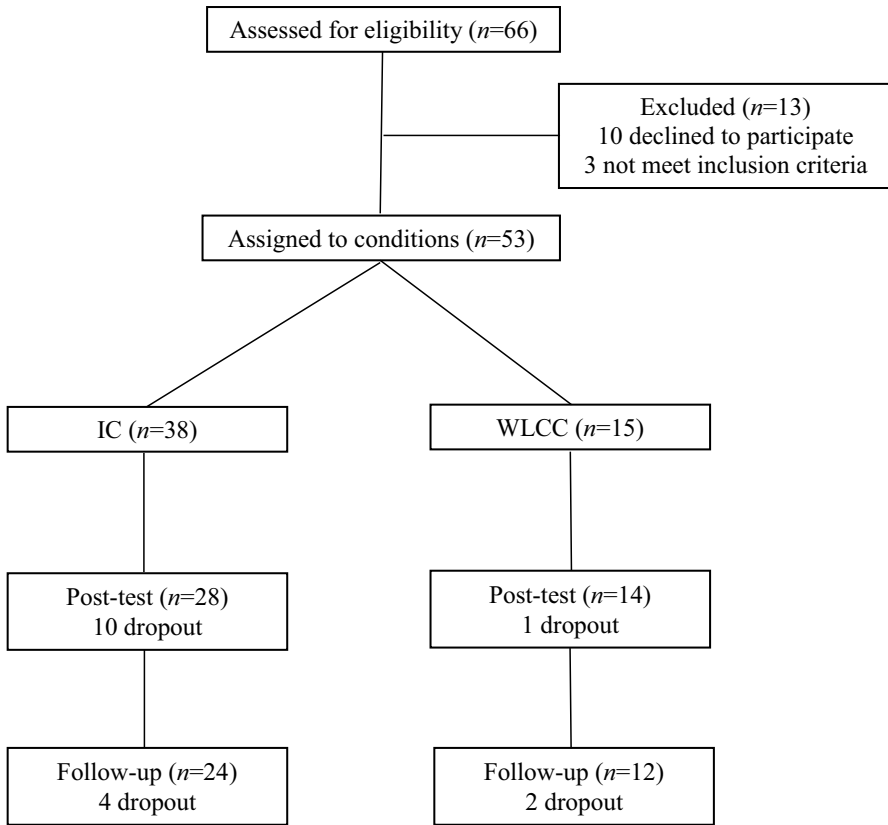 Assessed for eligibility (n=66)
Excluded (n=13)
10 declined to participate
3 not meet inclusion criteria
Assigned to conditions (n=53)
IC (n=38)
WLCC (n=15)
Post-test (n=28)
10 dropout
Post-test (n=14)
1 dropout
Follow-up (n=24)
4 dropout
Follow-up (n=12)
2 dropout